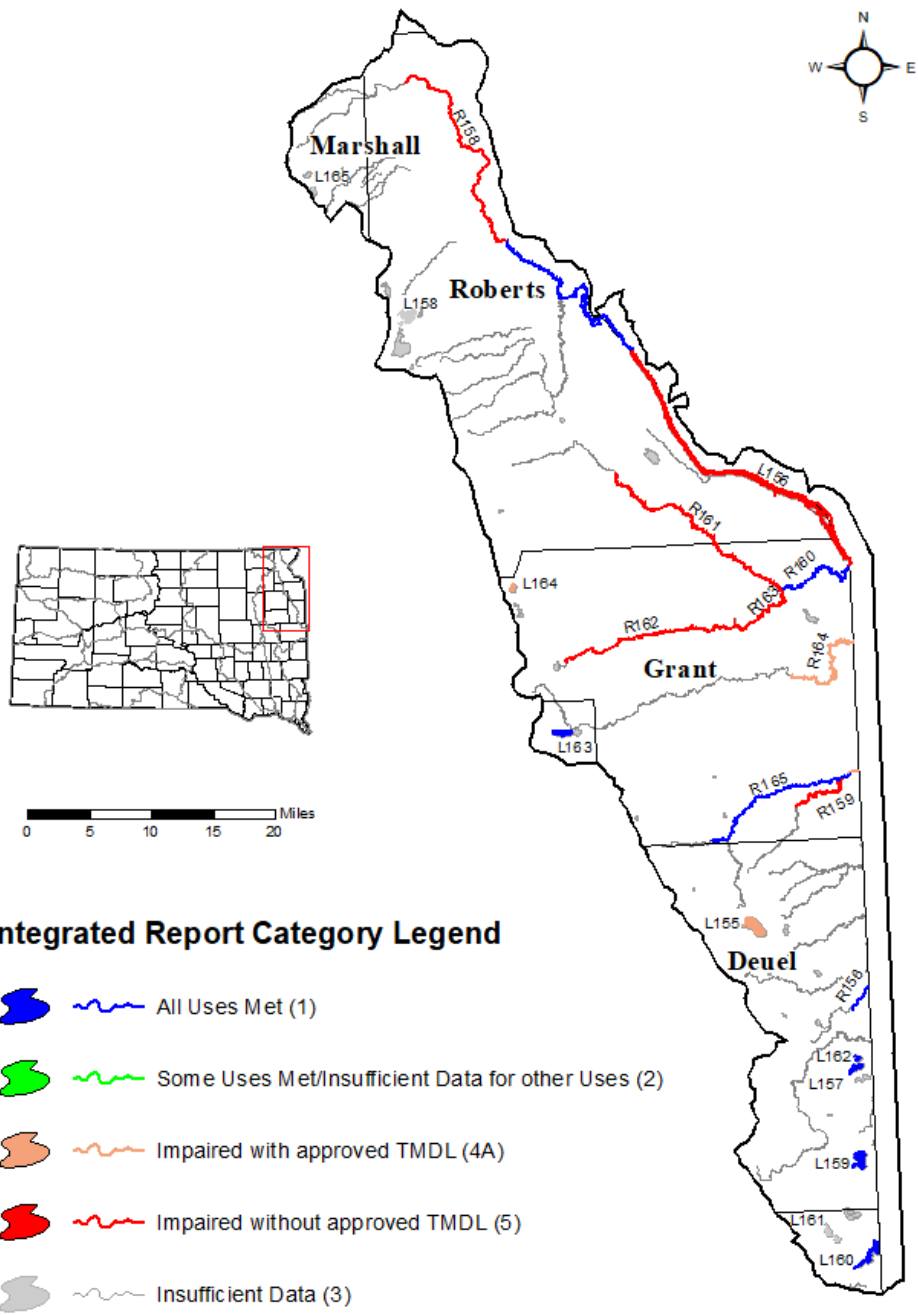 N
W E
S
R158
Marshall
L165
Roberts
L158
L156
R161
R160
L164
R163
R162
R164
Grant
L163
R165
R159
Miles
0 5 10 15 20
L155
Deuel
ntegrated Report Category Legend
R156
All Uses Met (1)
L162
Some Uses Met/Insufficient Data for other Uses (2)
L157
Impaired with approved TMDL (4A)
L159
Impaired without approved TMDL (5)
L161
L160
Insufficient Data (3)